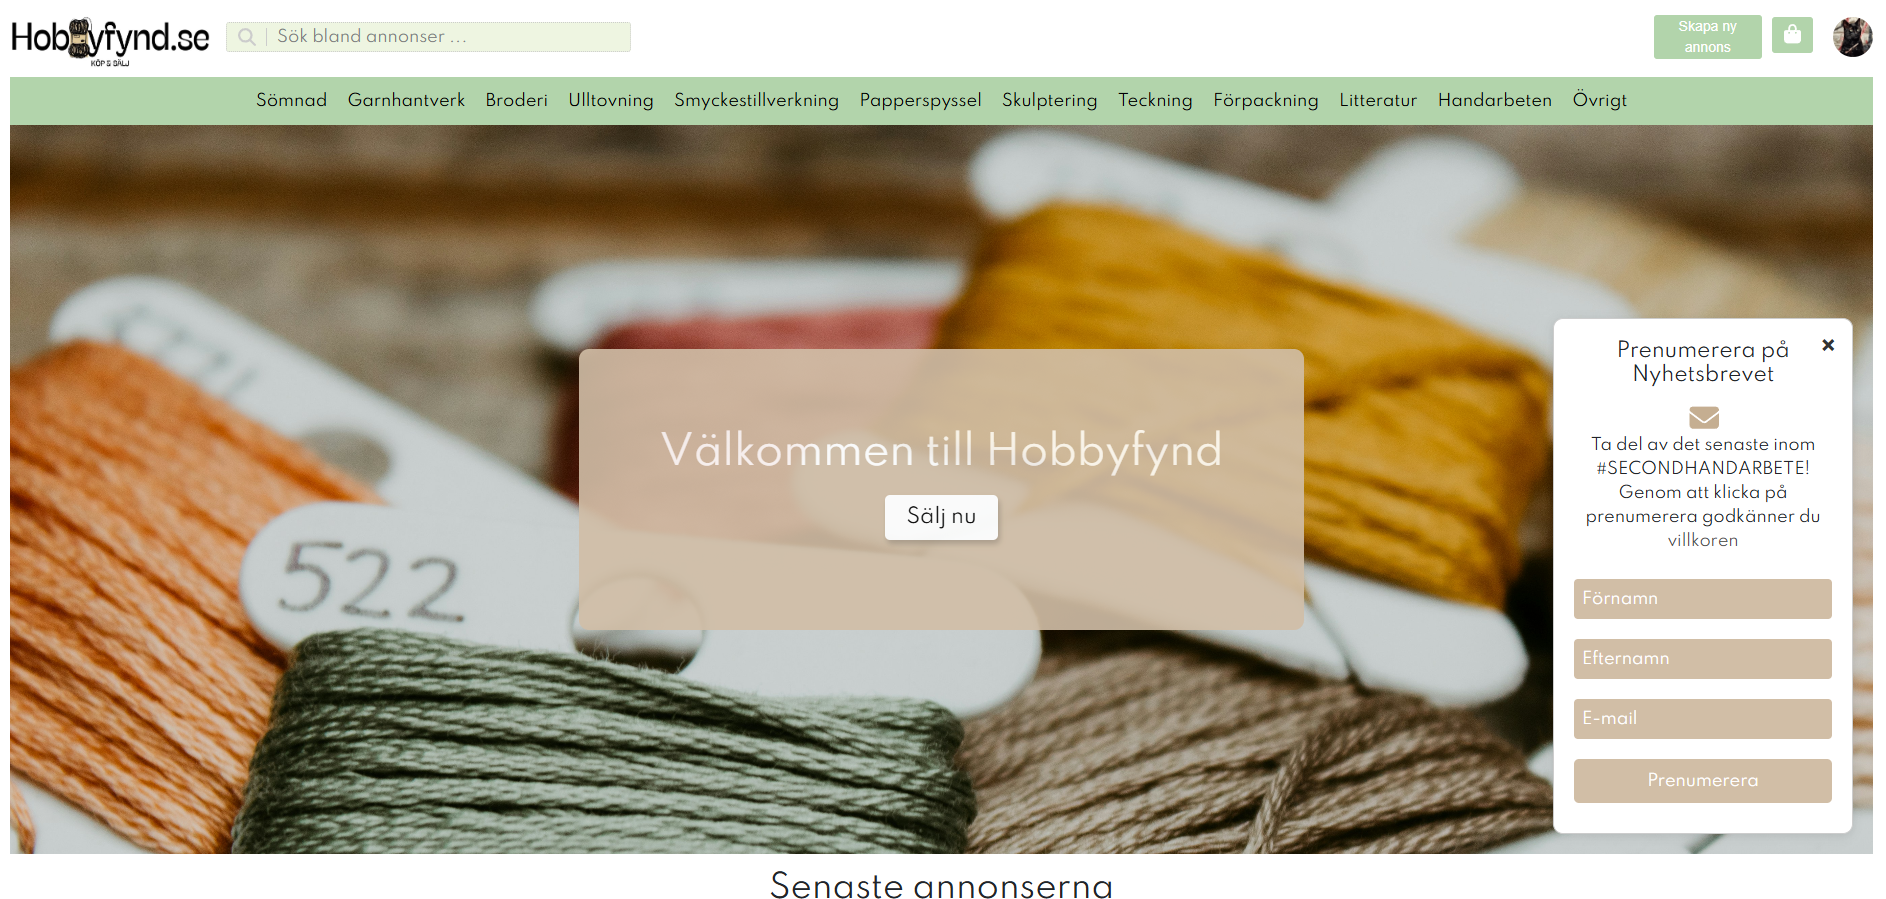 Hobbyfynd.se
KÖP & SÄLJ
Sök bland annonser ...
Skapa ny
annons
Sömnad Garnhantverk Broderi Ulltovning Smyckestillverkning Papperspyssel Skulptering Teckning Förpackning Litteratur Handarbeten Övrigt
522
Välkommen till Hobbyfynd
Sälj nu
Prenumerera på
Nyhetsbrevet
Ta del av det senaste inom
#SECONDHANDARBETE!
Genom att klicka på
prenumerera godkänner du
villkoren
Förnamn
Efternamn
E-mail
Prenumerera
Senaste annonserna